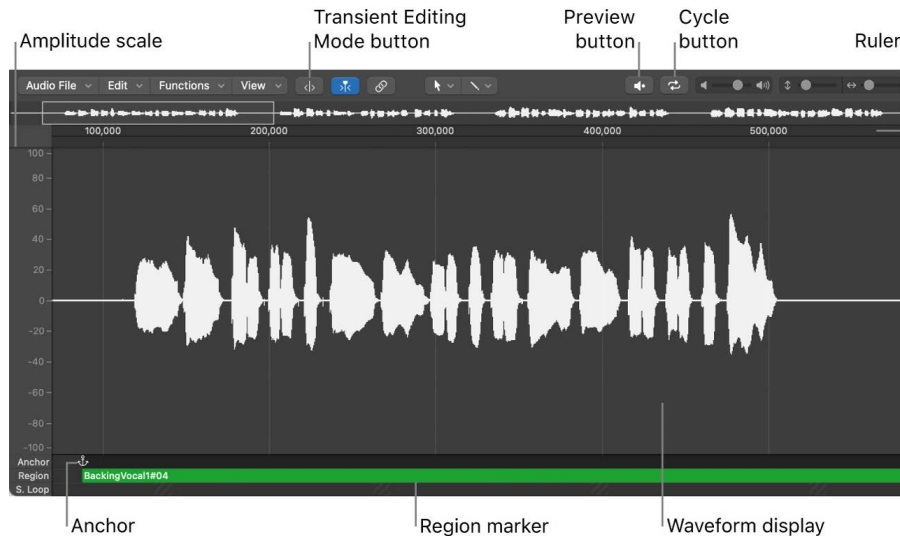 Amplitude scale
Transient Editing
Mode button
Preview
button
Cycle
button
Ruler
Audio File Edit Functions View
100,000 200,000 300,000 400,000 500,000
100
80
60
40
20
0
-20
-40
-60
-80
-100
Anchor
Region BackingVocal1#04
S. Loop
Anchor Region marker Waveform display